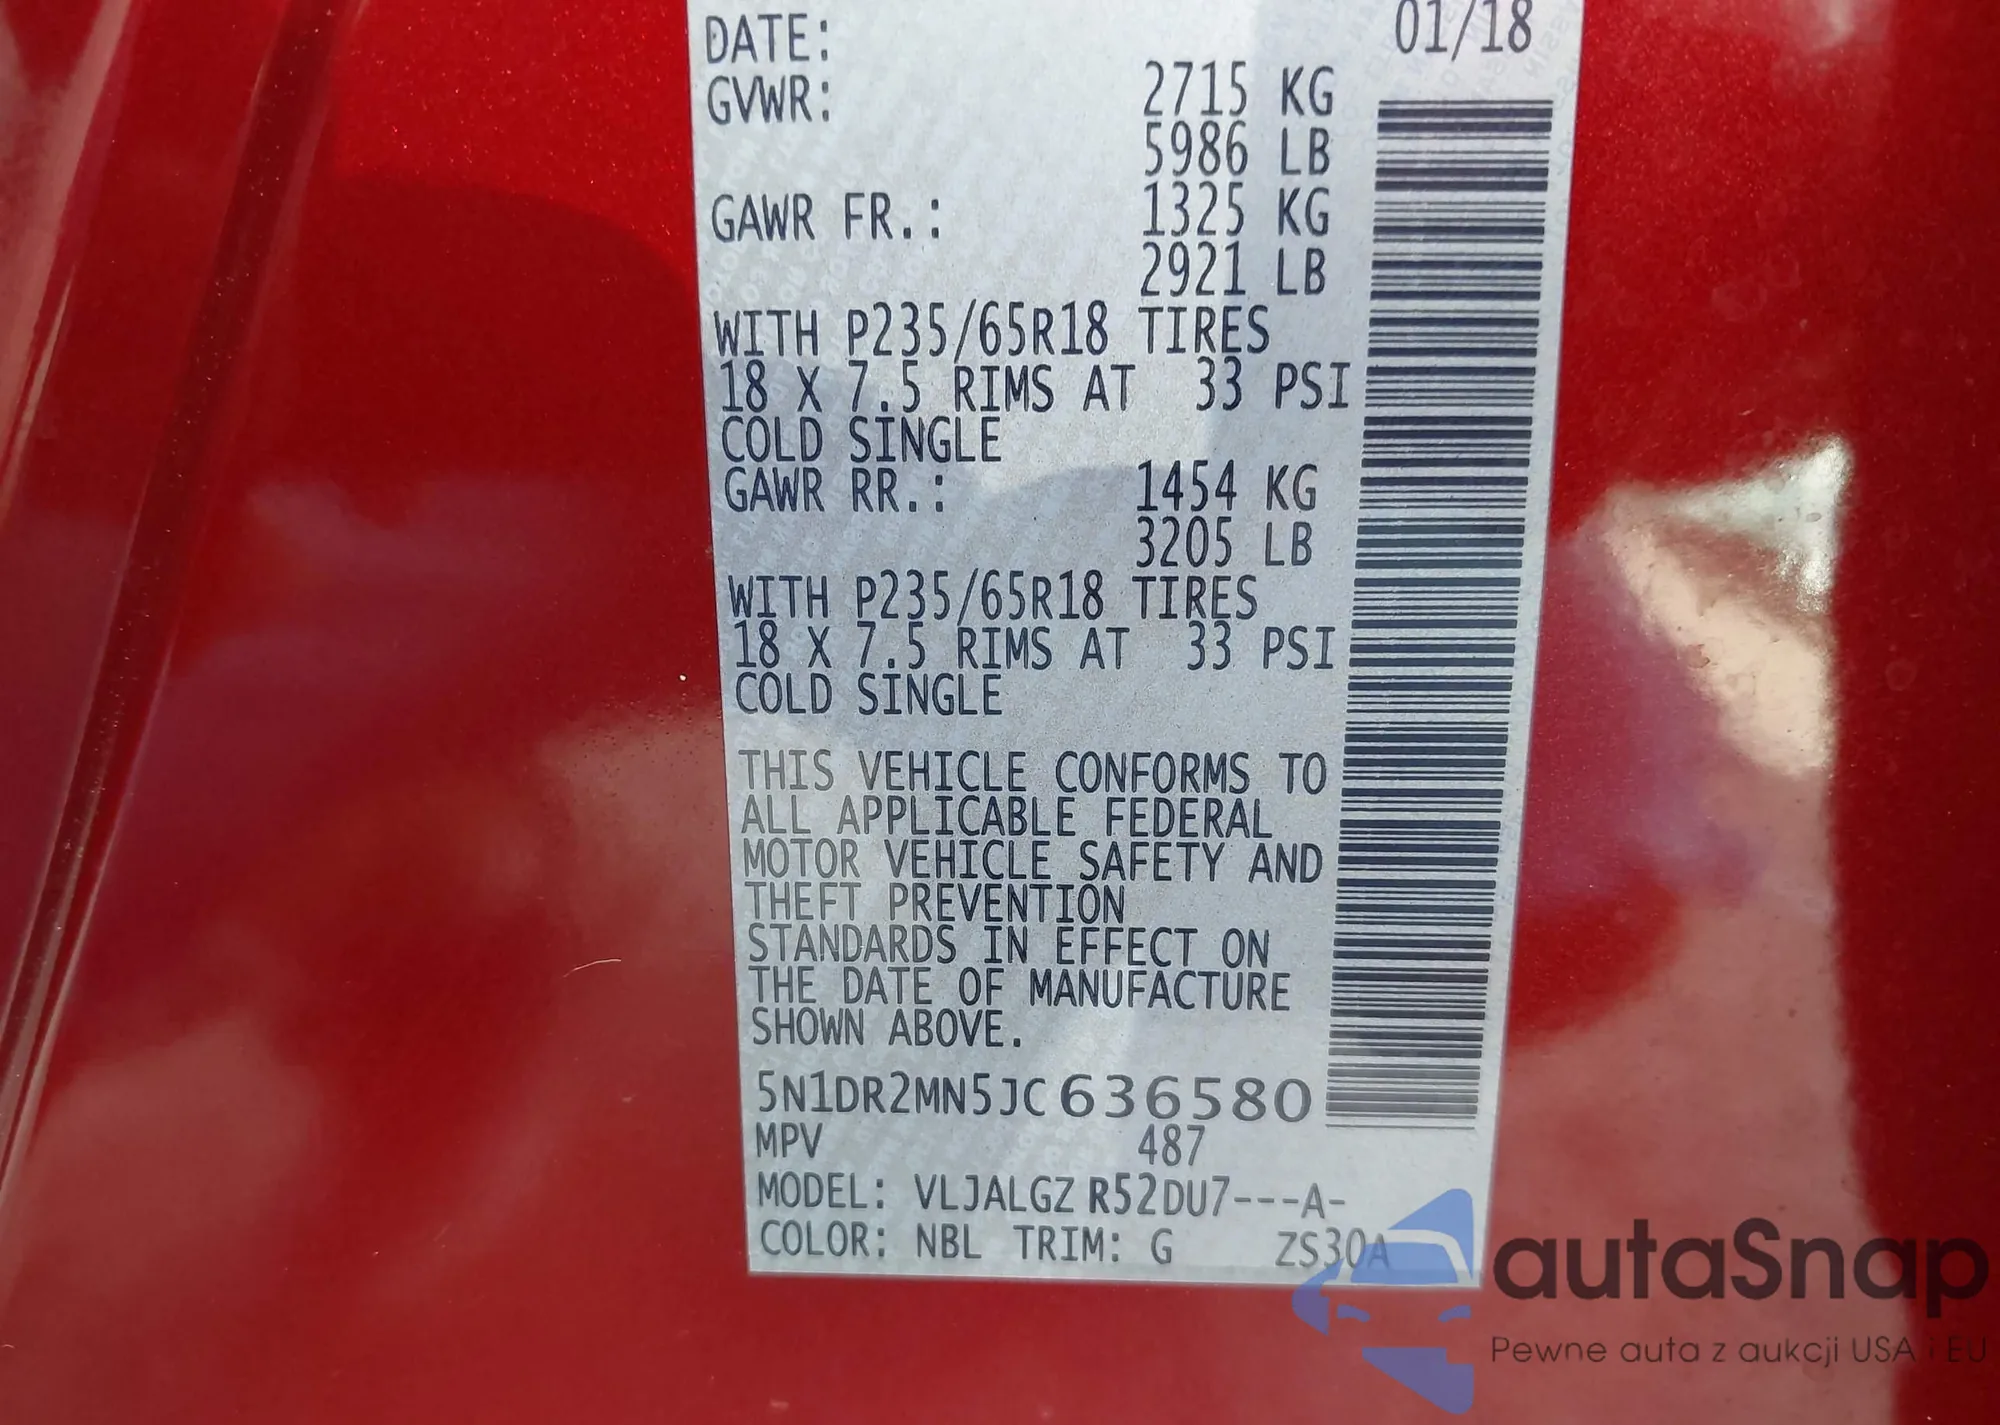 DATE: 01/18
GVWR: 2715 KG
5986 LB
GAWR FR.: 1325 KG
2921 LB
WITH P235/65R18 TIRES
18 X 7.5 RIMS AT 33 PSI
COLD SINGLE
GAWR RR.: 1454 KG
3205 LB
WITH P235/65R18 TIRES
18 X 7.5 RIMS AT 33 PSI
COLD SINGLE
THIS VEHICLE CONFORMS TO
ALL APPLICABLE FEDERAL
MOTOR VEHICLE SAFETY AND
THEFT PREVENTION
STANDARDS IN EFFECT ON
THE DATE OF MANUFACTURE
SHOWN ABOVE.
5N1DR2MN5JC636580
MPV 487
MODEL: VLJALGZ R52DU7---A-
COLOR: NBL TRIM: G ZS30A
autaSnap
Pewne auta z aukcji USA i EU